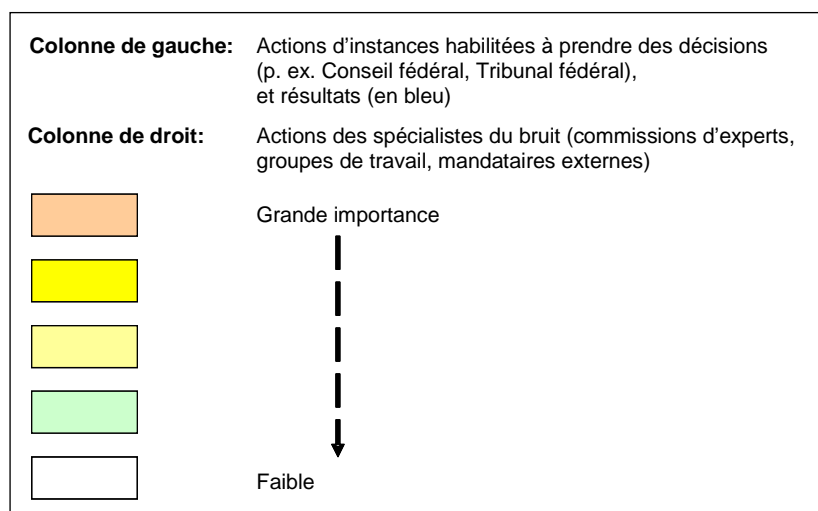 Colonne de gauche: Actions d’instances habilitées à prendre des décisions
(p. ex. Conseil fédéral, Tribunal fédéral),
et résultats (en bleu)
Colonne de droit: Actions des spécialistes du bruit (commissions d’experts,
groupes de travail, mandataires externes)
Grande importance
Faible